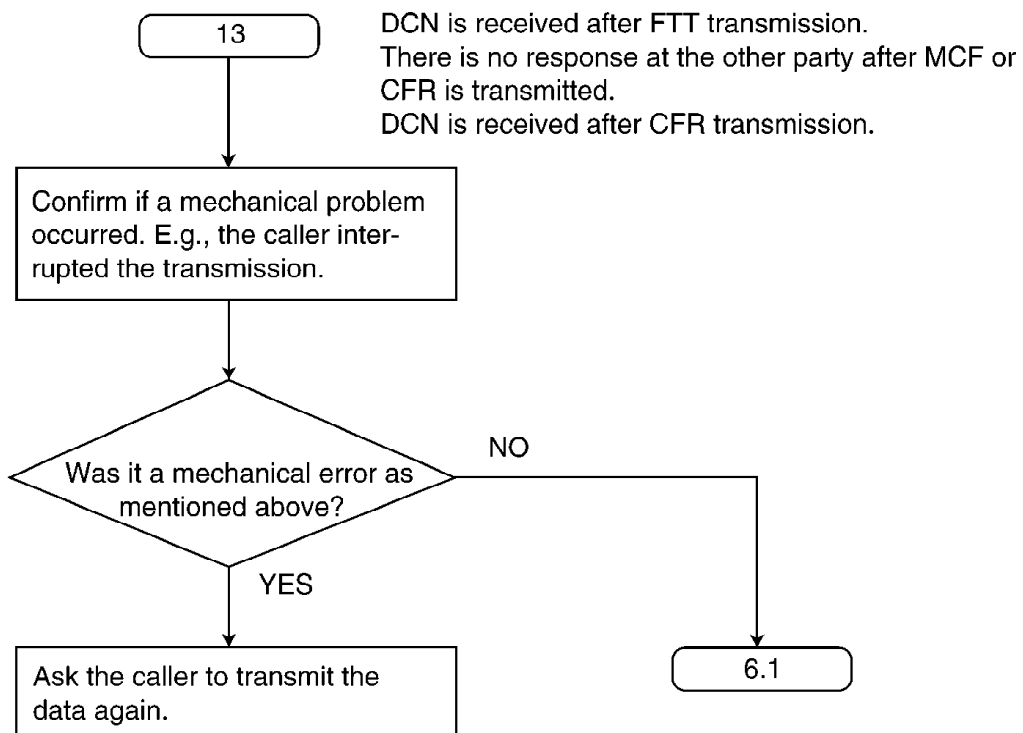 13
DCN is received after FTT transmission.
There is no response at the other party after MCF or
CFR is transmitted.
DCN is received after CFR transmission.
Confirm if a mechanical problem
occurred. E.g., the caller inter-
rupted the transmission.
Was it a mechanical error as
mentioned above?
NO
YES
Ask the caller to transmit the
data again.
6.1